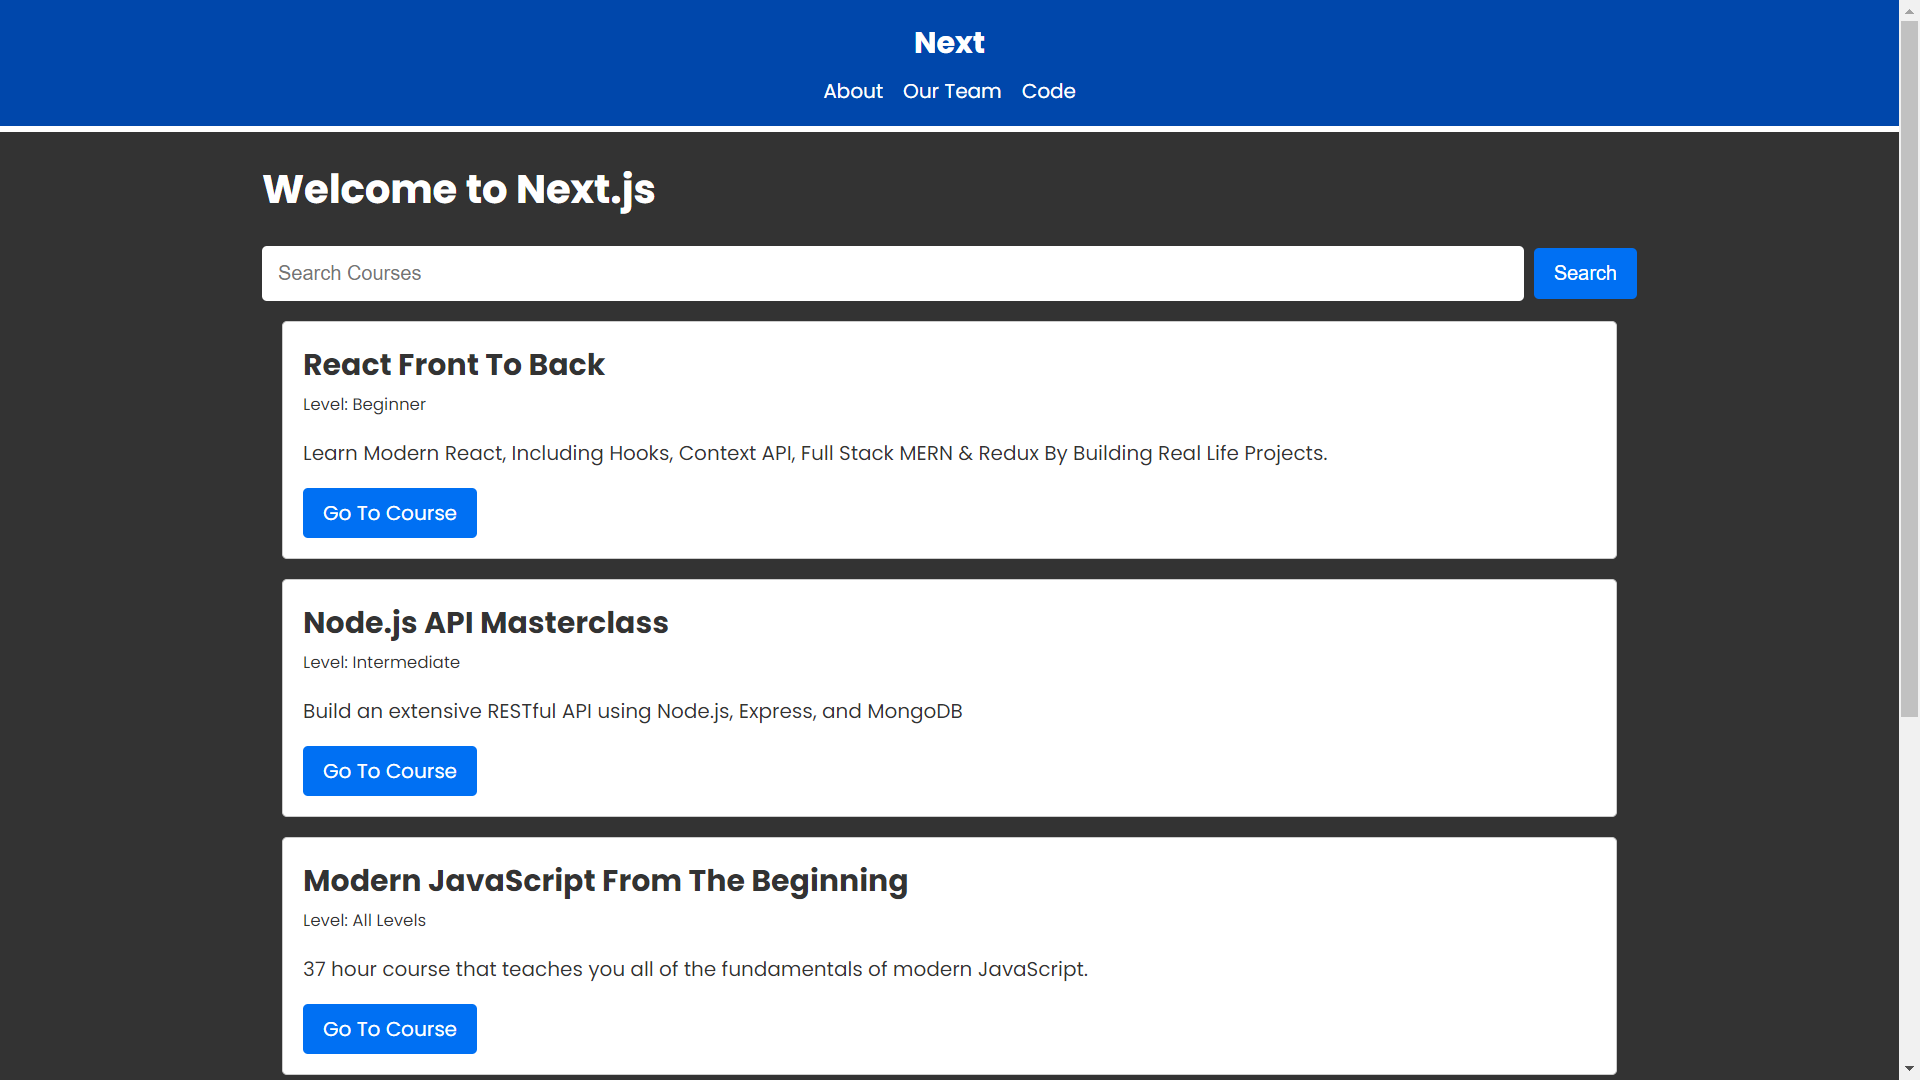 Next
About Our Team Code
Welcome to Next.js
Search Courses Search
React Front To Back
Level: Beginner
Learn Modern React, Including Hooks, Context API, Full Stack MERN & Redux By Building Real Life Projects.
Go To Course
Node.js API Masterclass
Level: Intermediate
Build an extensive RESTful API using Node.js, Express, and MongoDB
Go To Course
Modern JavaScript From The Beginning
Level: All Levels
37 hour course that teaches you all of the fundamentals of modern JavaScript.
Go To Course